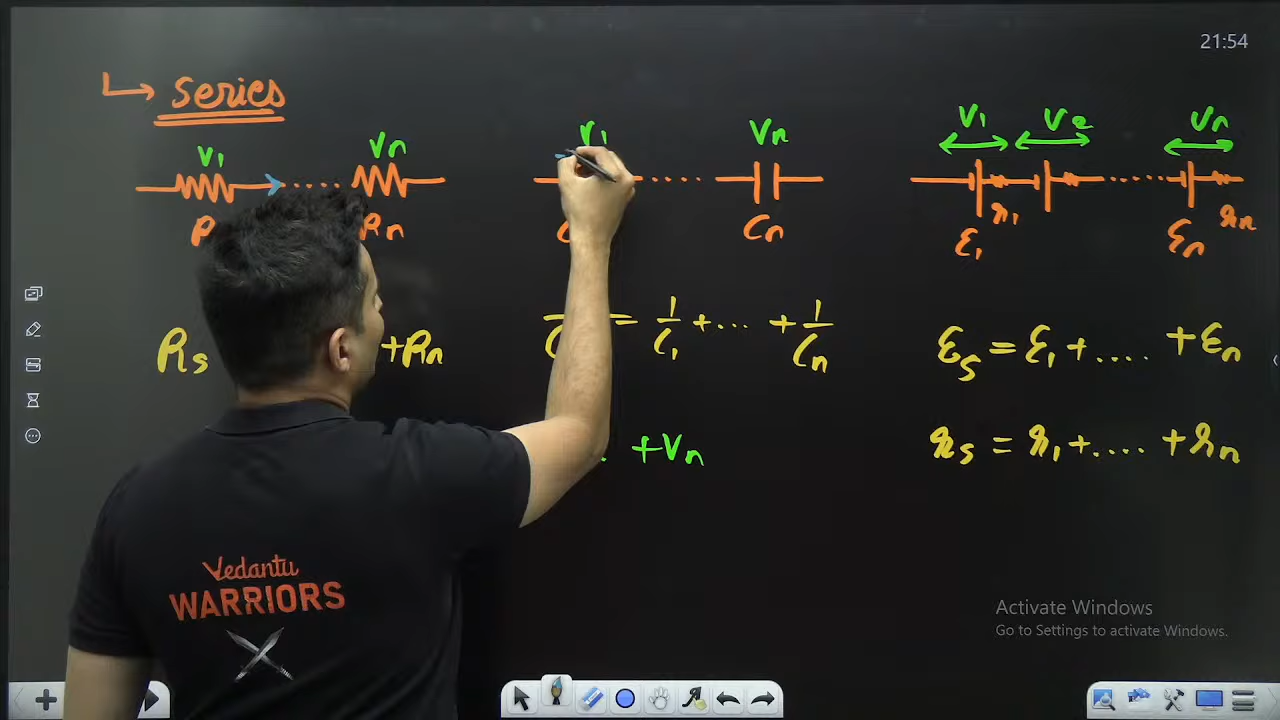 21:54
↳ Series
V₁ Vn V₁ Vn V₁ V₂ Vn
Rn Cn ε₁ r₁ εn rn
Rs +Rn
= 1/C₁ +... + 1/Cn
εs = ε₁ + .... + εn
+Vn
rs = r₁ + .... + rn
Vedantu
WARRIORS
Activate Windows
Go to Settings to activate Windows.